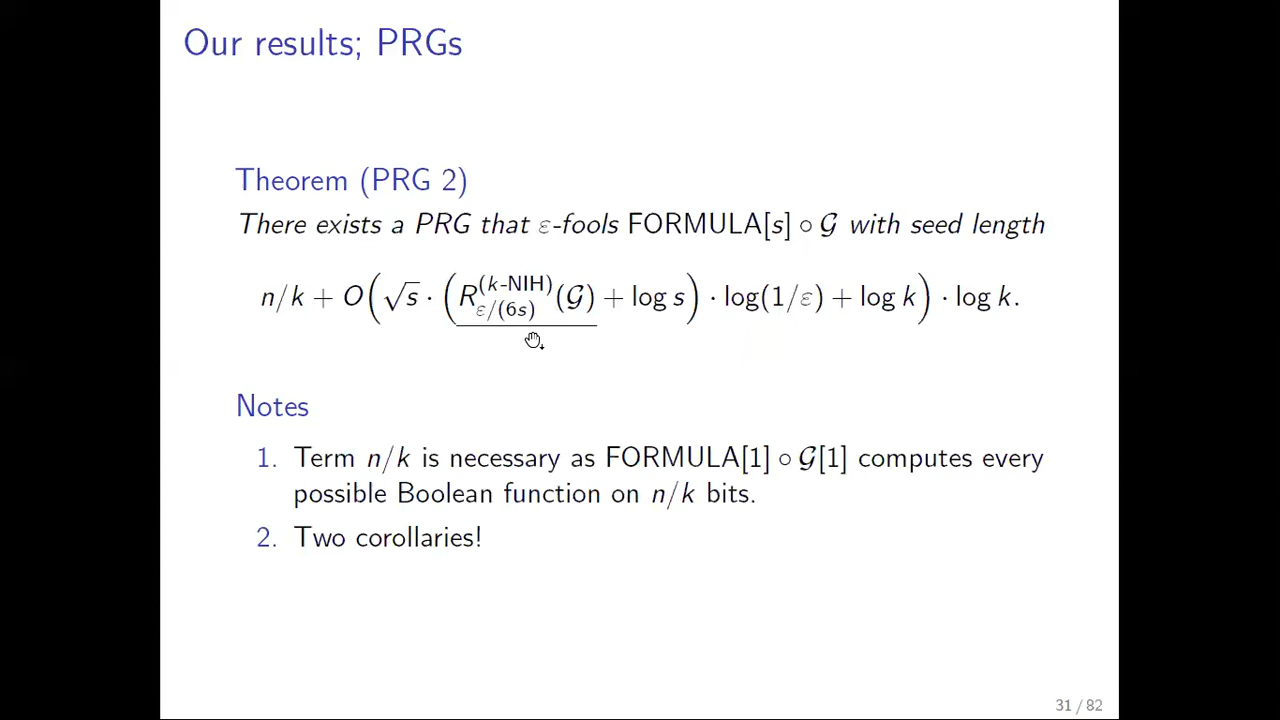 Our results; PRGs
Theorem (PRG 2)
There exists a PRG that ε-fools FORMULA[s] ∘ 𝒢 with seed length
n/k + O(√s · (R^{(k-NIH)}_{ε/(6s)}(𝒢) + log s) · log(1/ε) + log k) · log k.
Notes
1. Term n/k is necessary as FORMULA[1] ∘ 𝒢[1] computes every
possible Boolean function on n/k bits.
2. Two corollaries!
31 / 82